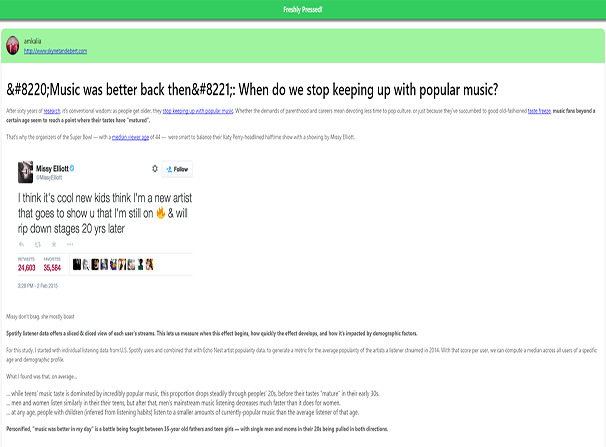 Freshly Pressed!
amkalia
http://www.skynetandebert.com
&#8220;Music was better back then&#8221;: When do we stop keeping up with popular music?
After sixty years of research, it's conventional wisdom: as people get older, they stop keeping up with popular music. Whether the demands of parenthood and careers mean devoting less time to pop culture, or just because they've succumbed to good old-fashioned taste freeze, music fans beyond a
certain age seem to reach a point where their tastes have "matured".
That's why the organizers of the Super Bowl — with a median viewer age of 44 — were smart to balance their Katy Perry-headlined halftime show with a showing by Missy Elliott.
Missy Elliott
@MissyElliott
Follow
I think it's cool new kids think I'm a new artist
that goes to show u that I'm still on 🔥 & will
rip down stages 20 yrs later
RETWEETS FAVORITES
24,603 35,584
3:28 PM - 2 Feb 2015
Missy don't brag, she mostly boast
Spotify listener data offers a sliced & diced view of each user's streams. This lets us measure when this effect begins, how quickly the effect develops, and how it's impacted by demographic factors.
For this study, I started with individual listening data from U.S. Spotify users and combined that with Echo Nest artist popularity data, to generate a metric for the average popularity of the artists a listener streamed in 2014. With that score per user, we can compute a median across all users of a specific
age and demographic profile.
What I found was that, on average...
... while teens' music taste is dominated by incredibly popular music, this proportion drops steadily through peoples' 20s, before their tastes "mature" in their early 30s.
... men and women listen similarly in their their teens, but after that, men's mainstream music listening decreases much faster than it does for women.
... at any age, people with children (inferred from listening habits) listen to a smaller amounts of currently-popular music than the average listener of that age.
Personified, "music was better in my day" is a battle being fought between 35-year old fathers and teen girls — with single men and moms in their 20s being pulled in both directions.